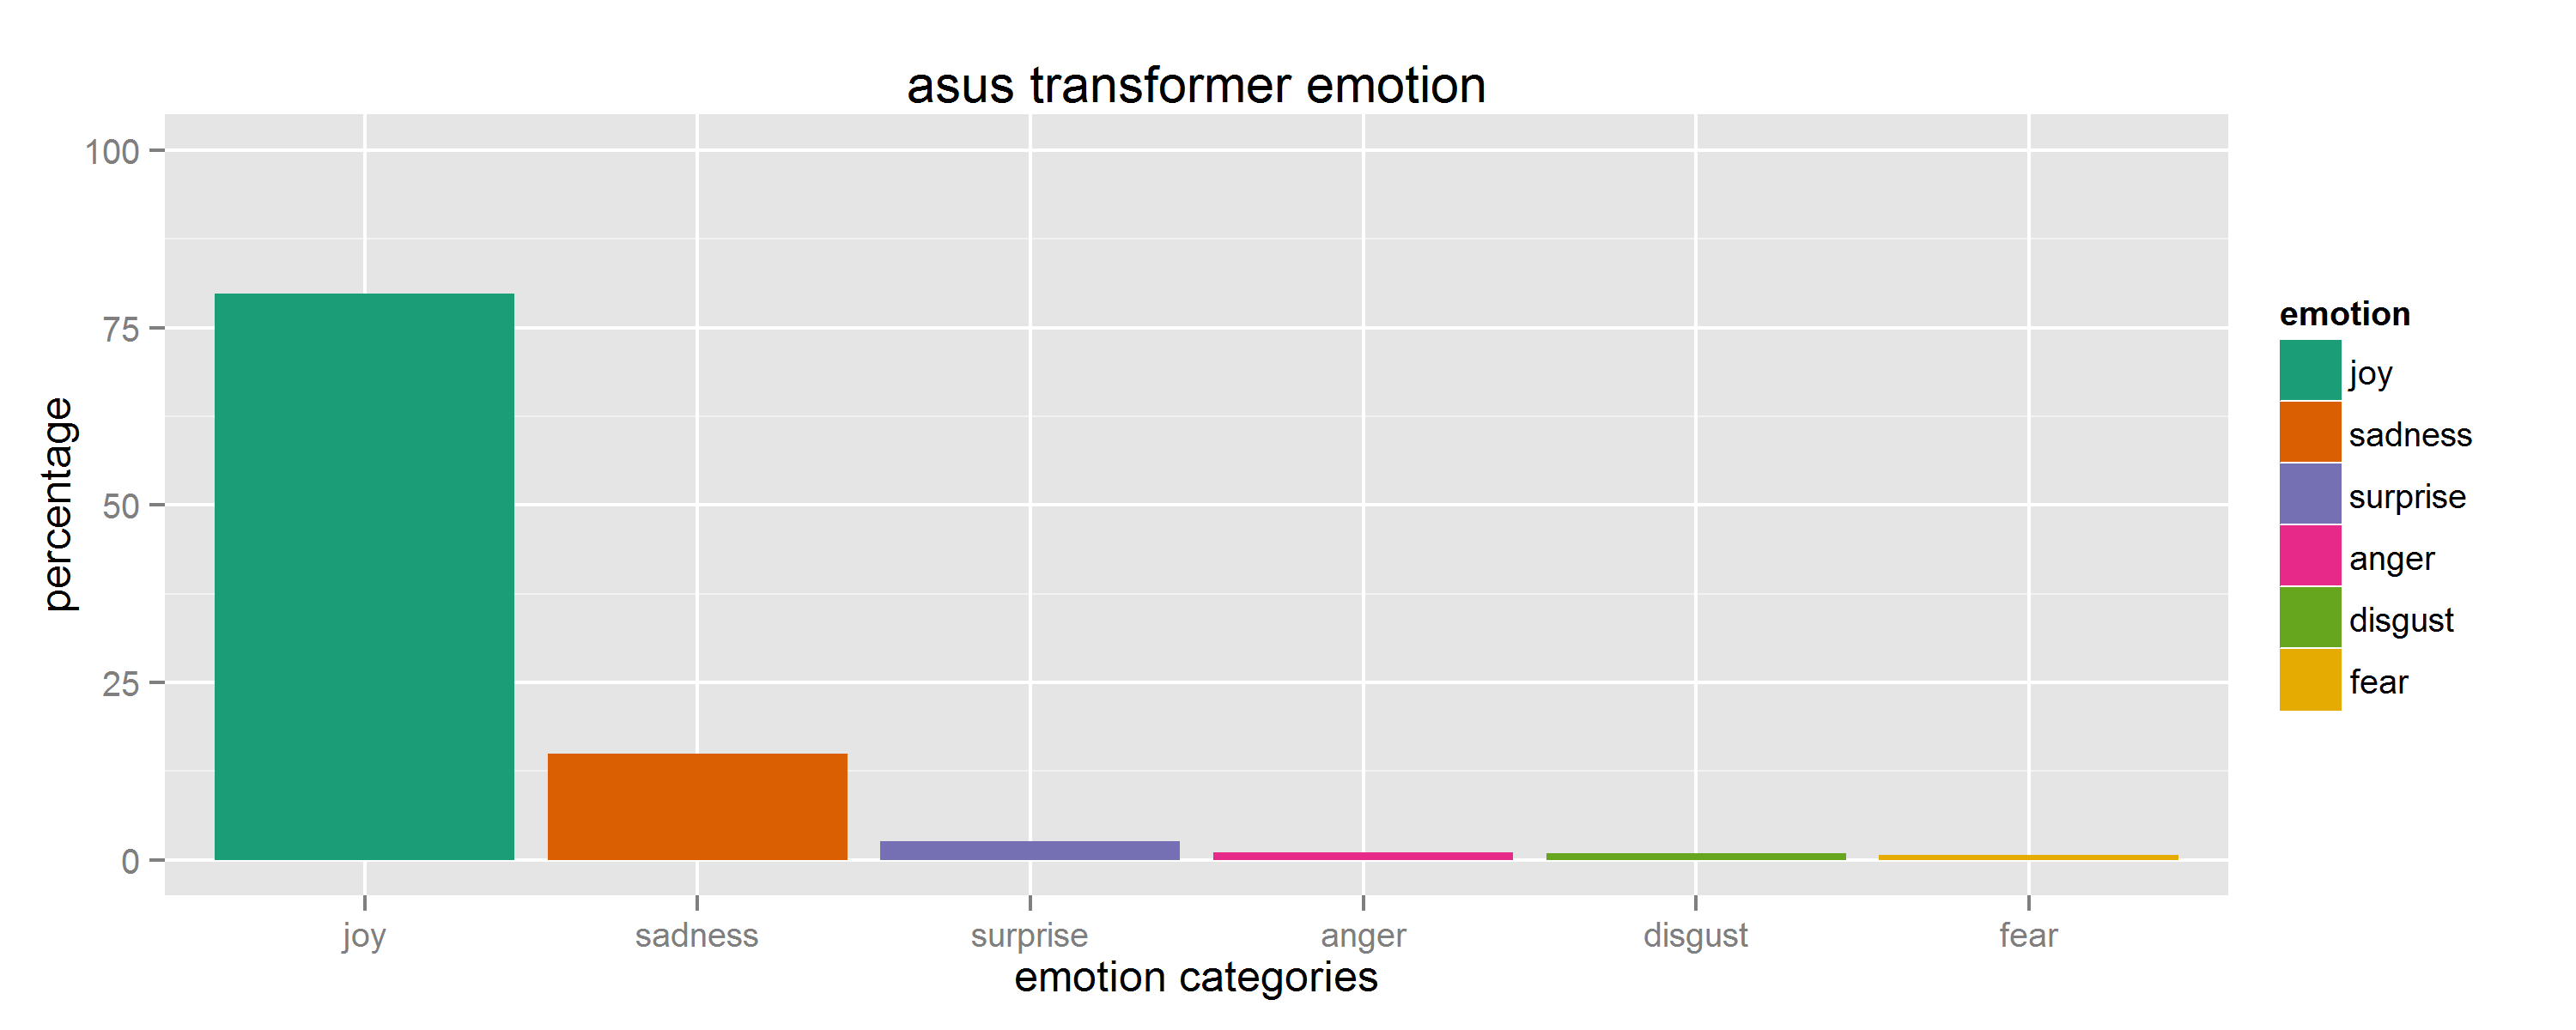 asus transformer emotion
percentage
100
75
50
25
0
joy
sadness
surprise
anger
disgust
fear
emotion categories
emotion
joy
sadness
surprise
anger
disgust
fear